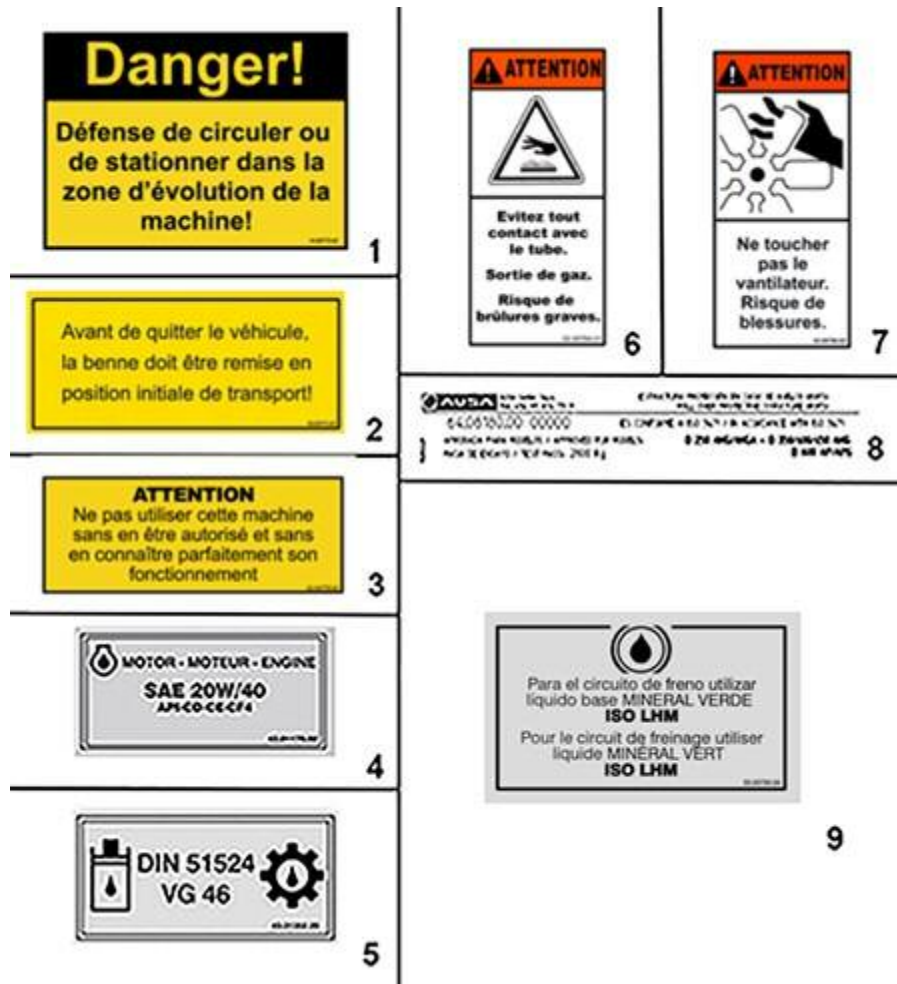 Danger!
Défense de circuler ou
de stationner dans la
zone d'évolution de la
machine!
1
Avant de quitter le véhicule,
la benne doit être remise en
position initiale de transport!
2
ATTENTION
Ne pas utiliser cette machine
sans en être autorisé et sans
en connaître parfaitement son
fonctionnement
3
MOTOR - MOTEUR - ENGINE
SAE 20W/40
4
DIN 51524
VG 46
5
ATTENTION
Evitez tout
contact avec
le tube.
Sortie de gaz.
Risque de
brûlures graves.
6
ATTENTION
Ne toucher
pas le
vantilateur.
Risque de
blessures.
7
AUSA
8
Para el circuito de freno utilizar
líquido base MINERAL VERDE
ISO LHM
Pour le circuit de freinage utiliser
liquide MINÉRAL VERT
ISO LHM
9